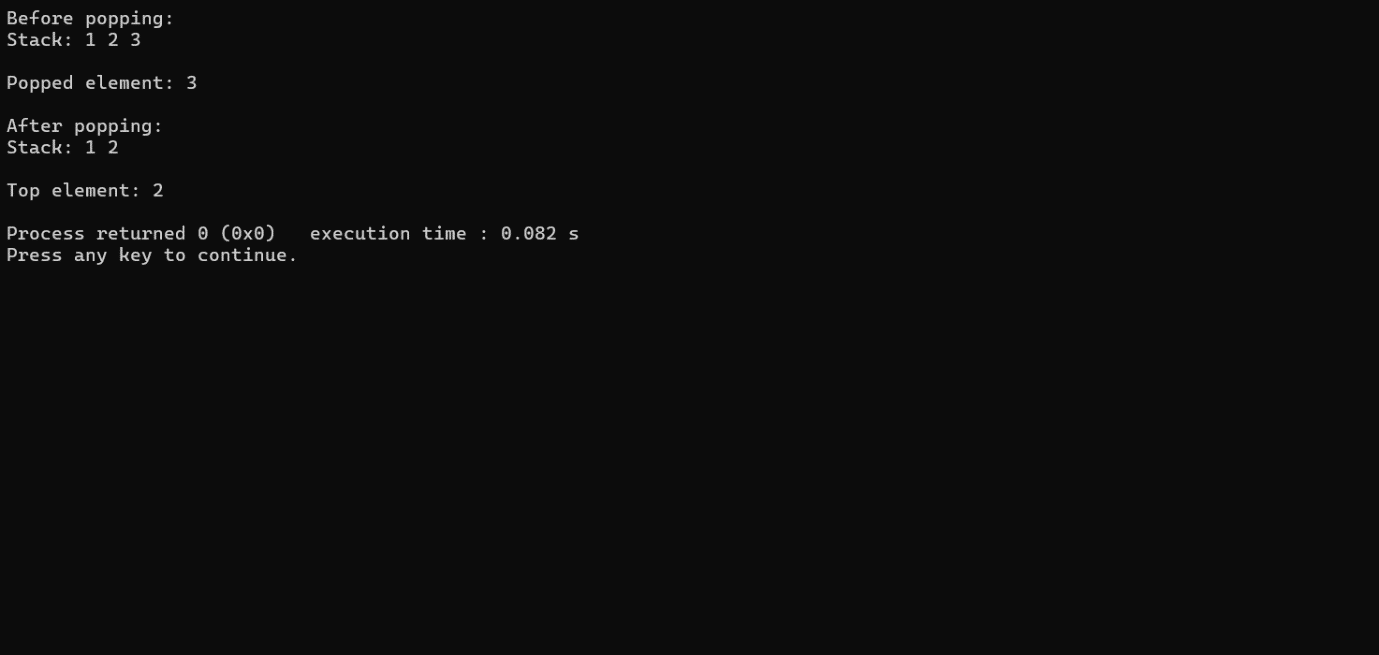 Before popping:
Stack: 1 2 3
Popped element: 3
After popping:
Stack: 1 2
Top element: 2
Process returned 0 (0x0)   execution time : 0.082 s
Press any key to continue.